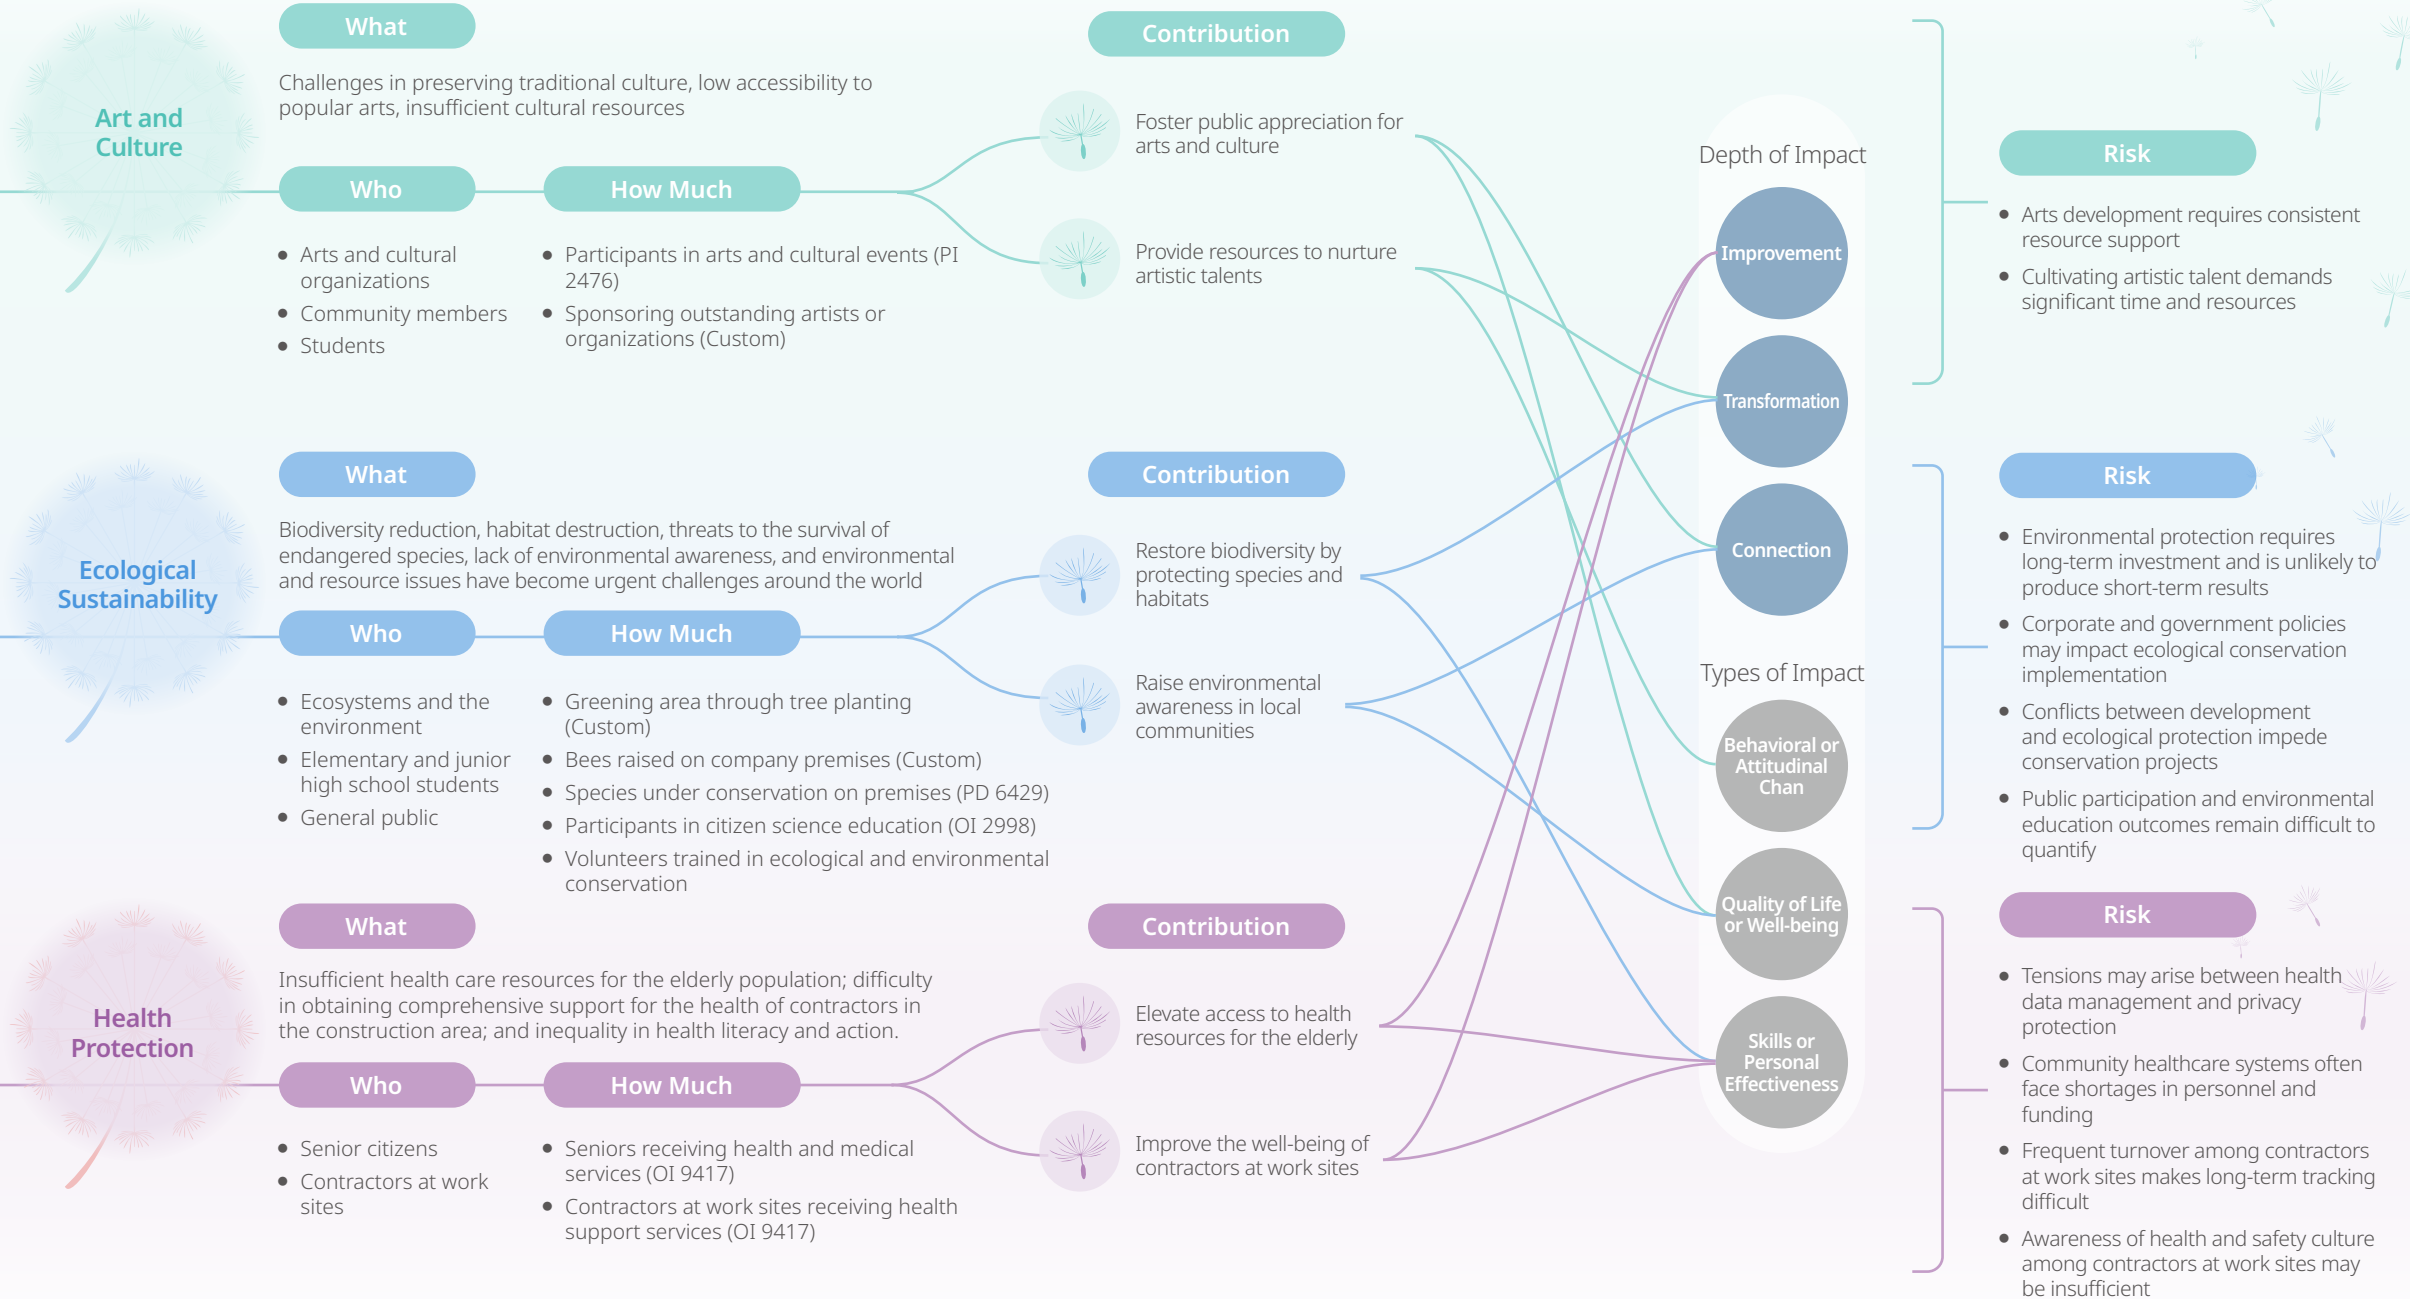 Art and
Culture
What
Challenges in preserving traditional culture, low accessibility to
popular arts, insufficient cultural resources
Who
Arts and cultural
organizations
Community members
Students
How Much
Participants in arts and cultural events (PI
2476)
Sponsoring outstanding artists or
organizations (Custom)
Contribution
Foster public appreciation for
arts and culture
Provide resources to nurture
artistic talents
Risk
Arts development requires consistent
resource support
Cultivating artistic talent demands
significant time and resources
Ecological
Sustainability
What
Biodiversity reduction, habitat destruction, threats to the survival of
endangered species, lack of environmental awareness, and environmental
and resource issues have become urgent challenges around the world
Who
Ecosystems and the
environment
Elementary and junior
high school students
General public
How Much
Greening area through tree planting
(Custom)
Bees raised on company premises (Custom)
Species under conservation on premises (PD 6429)
Participants in citizen science education (OI 2998)
Volunteers trained in ecological and environmental
conservation
Contribution
Restore biodiversity by
protecting species and
habitats
Raise environmental
awareness in local
communities
Risk
Environmental protection requires
long-term investment and is unlikely to
produce short-term results
Corporate and government policies
may impact ecological conservation
implementation
Conflicts between development
and ecological protection impede
conservation projects
Public participation and environmental
education outcomes remain difficult to
quantify
Health
Protection
What
Insufficient health care resources for the elderly population; difficulty
in obtaining comprehensive support for the health of contractors in
the construction area; and inequality in health literacy and action.
Who
Senior citizens
Contractors at work
sites
How Much
Seniors receiving health and medical
services (OI 9417)
Contractors at work sites receiving health
support services (OI 9417)
Contribution
Elevate access to health
resources for the elderly
Improve the well-being of
contractors at work sites
Risk
Tensions may arise between health
data management and privacy
protection
Community healthcare systems often
face shortages in personnel and
funding
Frequent turnover among contractors
at work sites makes long-term tracking
difficult
Awareness of health and safety culture
among contractors at work sites may
be insufficient
Depth of Impact
Improvement
Transformation
Connection
Types of Impact
Behavioral or
Attitudinal
Chan
Quality of Life
or Well-being
Skills or
Personal
Effectiveness